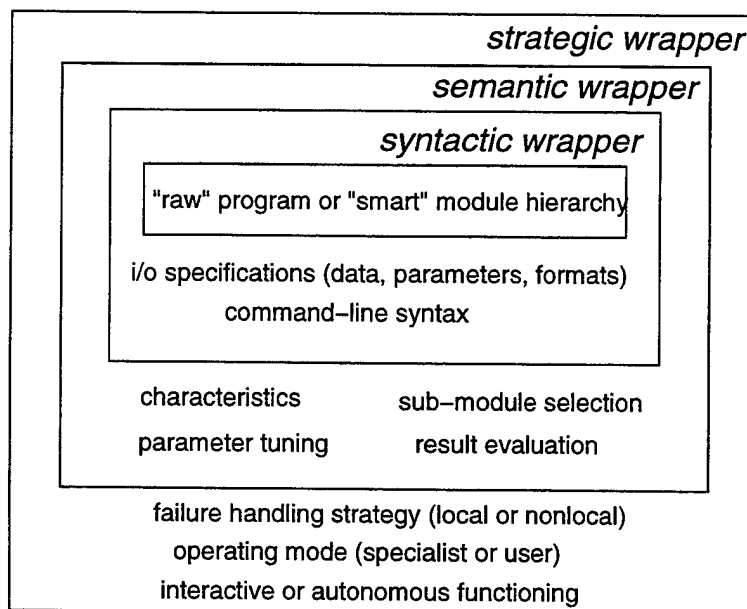 strategic wrapper
semantic wrapper
syntactic wrapper
"raw" program or "smart" module hierarchy
i/o specifications (data, parameters, formats)
command–line syntax
characteristics
sub–module selection
parameter tuning
result evaluation
failure handling strategy (local or nonlocal)
operating mode (specialist or user)
interactive or autonomous functioning